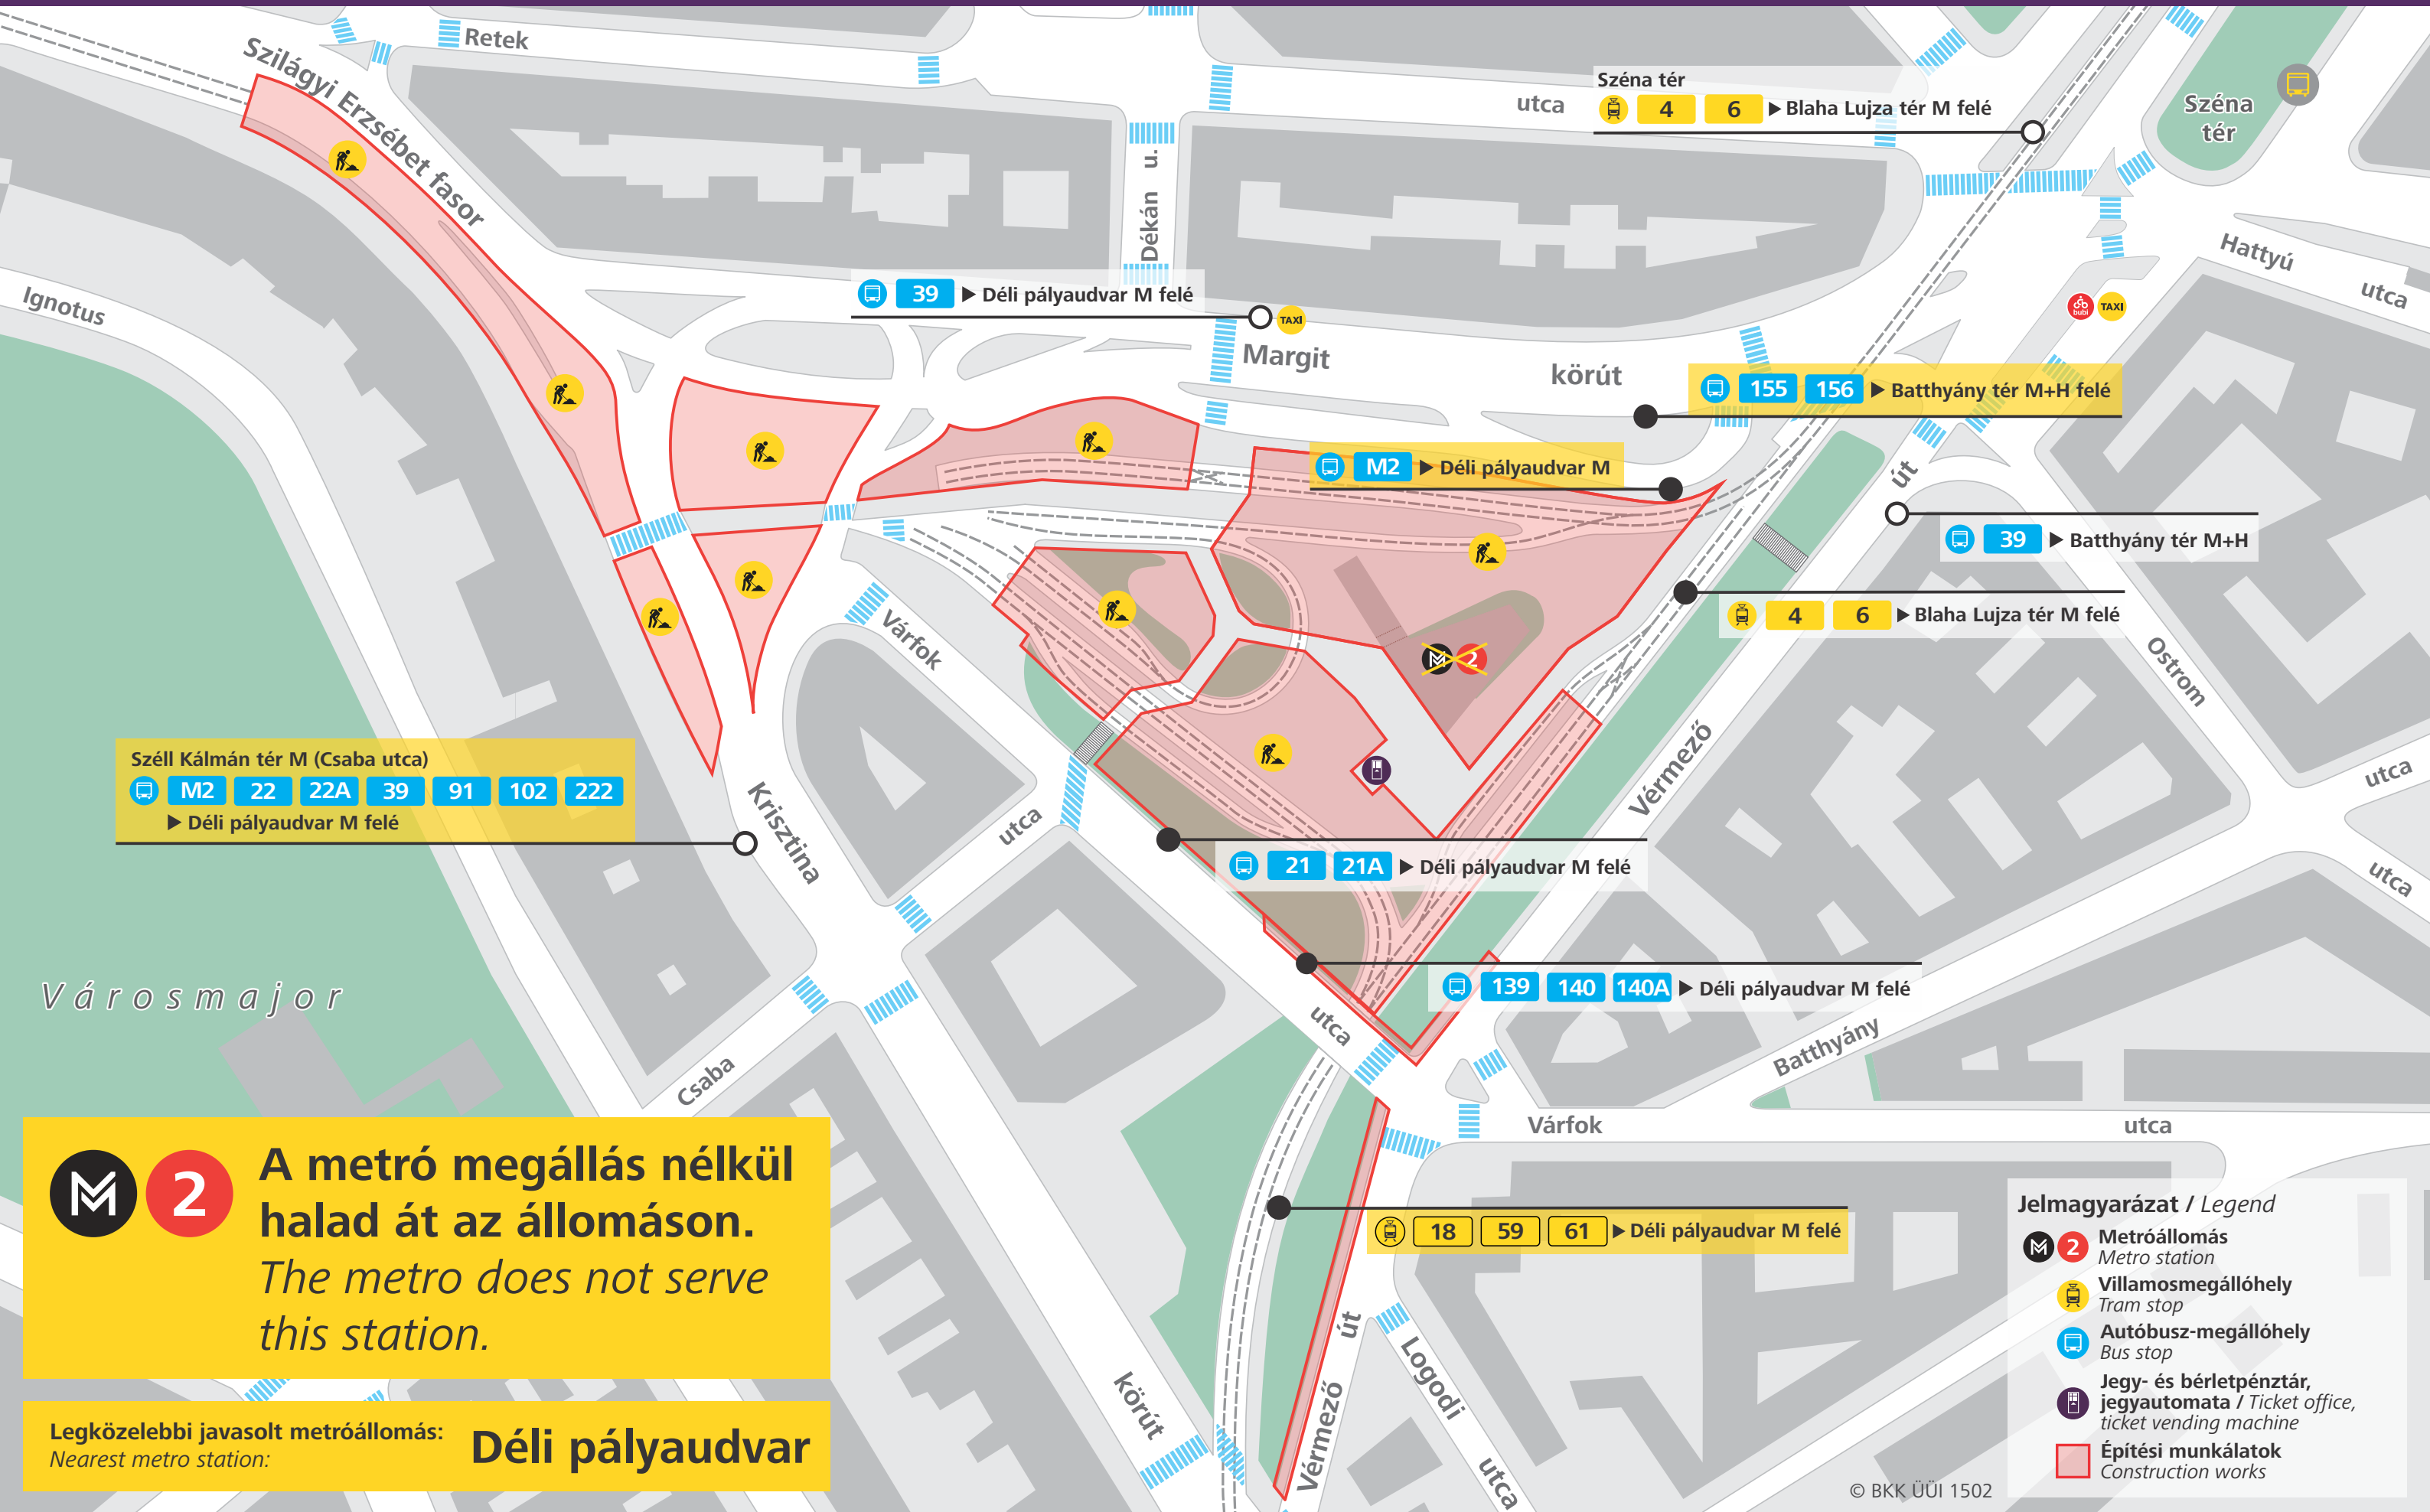 Retek
utca
Szilágyi Erzsébet fasor
Széna tér
4 6 ▶ Blaha Lujza tér M felé
Széna
tér
Dékán u.
Hattyú
utca
Ignotus
39 ▶ Déli pályaudvar M felé
TAXI
bubi
TAXI
Margit
körút
155 156 ▶ Batthyány tér M+H felé
M2 ▶ Déli pályaudvar M
út
39 ▶ Batthyány tér M+H
4 6 ▶ Blaha Lujza tér M felé
Várfok
M 2
Ostrom
utca
Vérmező
Széll Kálmán tér M (Csaba utca)
M2 22 22A 39 91 102 222
▶ Déli pályaudvar M felé
Krisztina
utca
21 21A ▶ Déli pályaudvar M felé
utca
139 140 140A ▶ Déli pályaudvar M felé
Városmajor
utca
Batthyány
Csaba
Várfok
utca
M 2
A metró megállás nélkül
halad át az állomáson.
The metro does not serve
this station.
18 59 61 ▶ Déli pályaudvar M felé
körút
út
Vérmező
Logodi
utca
Legközelebbi javasolt metróállomás:
Nearest metro station:
Déli pályaudvar
Jelmagyarázat / Legend
M 2 Metróállomás
Metro station
Villamosmegállóhely
Tram stop
Autóbusz-megállóhely
Bus stop
Jegy- és bérletpénztár,
jegyautomata / Ticket office,
ticket vending machine
Építési munkálatok
Construction works
© BKK ÜÜI 1502